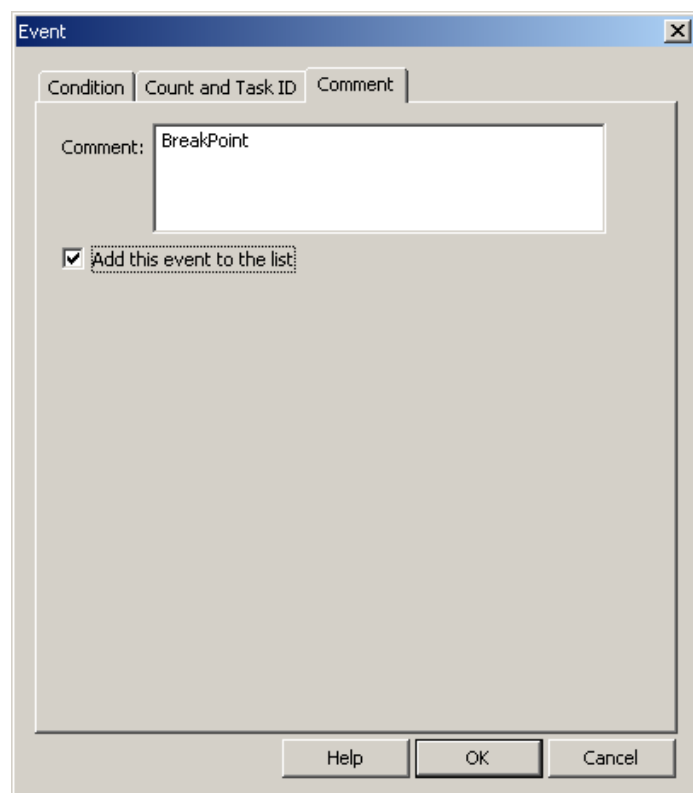 Event
Condition Count and Task ID Comment
Comment: BreakPoint
Add this event to the list
Help OK Cancel